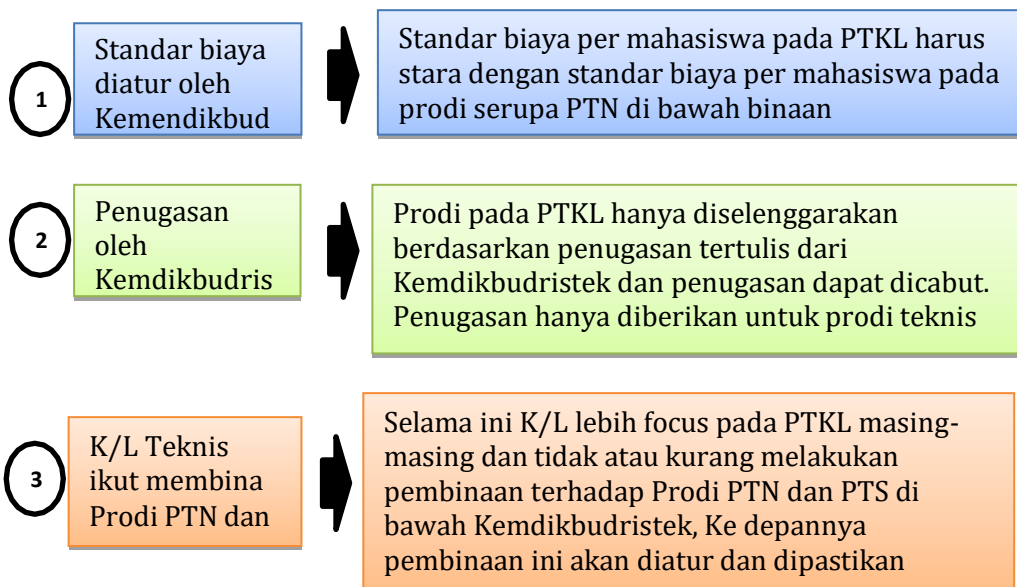 1
Standar biaya
diatur oleh
Kemendikbud
Standar biaya per mahasiswa pada PTKL harus
stara dengan standar biaya per mahasiswa pada
prodi serupa PTN di bawah binaan
2
Penugasan
oleh
Kemdikbudris
Prodi pada PTKL hanya diselenggarakan
berdasarkan penugasan tertulis dari
Kemdikbudristek dan penugasan dapat dicabut.
Penugasan hanya diberikan untuk prodi teknis
3
K/L Teknis
ikut membina
Prodi PTN dan
Selama ini K/L lebih focus pada PTKL masing-
masing dan tidak atau kurang melakukan
pembinaan terhadap Prodi PTN dan PTS di
bawah Kemdikbudristek, Ke depannya
pembinaan ini akan diatur dan dipastikan